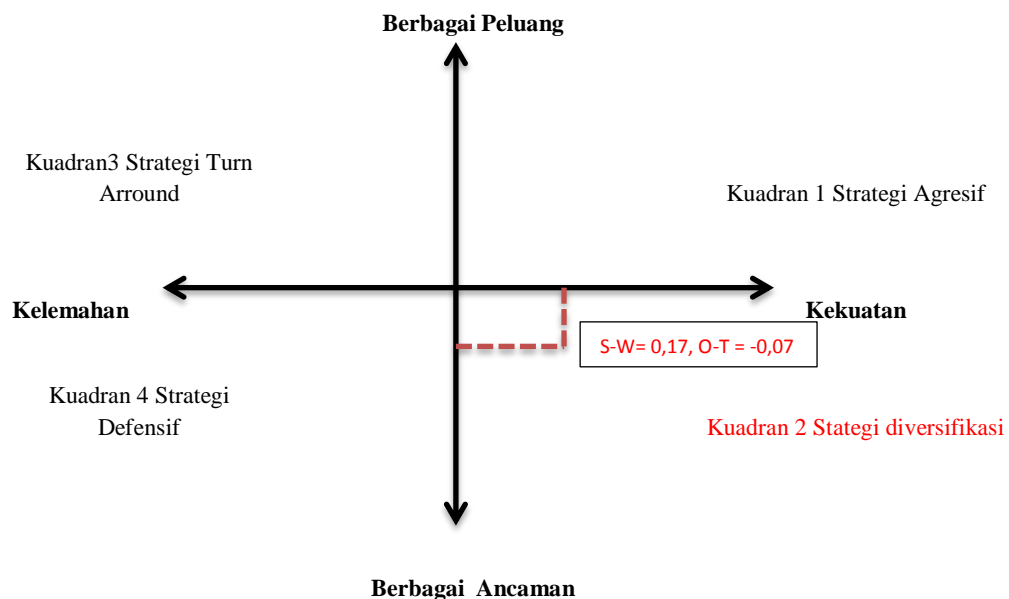 Berbagai Peluang
Kuadran3 Strategi Turn
Arround
Kuadran 1 Strategi Agresif
Kelemahan
Kekuatan
S-W= 0,17, O-T = -0,07
Kuadran 4 Strategi
Defensif
Kuadran 2 Stategi diversifikasi
Berbagai Ancaman